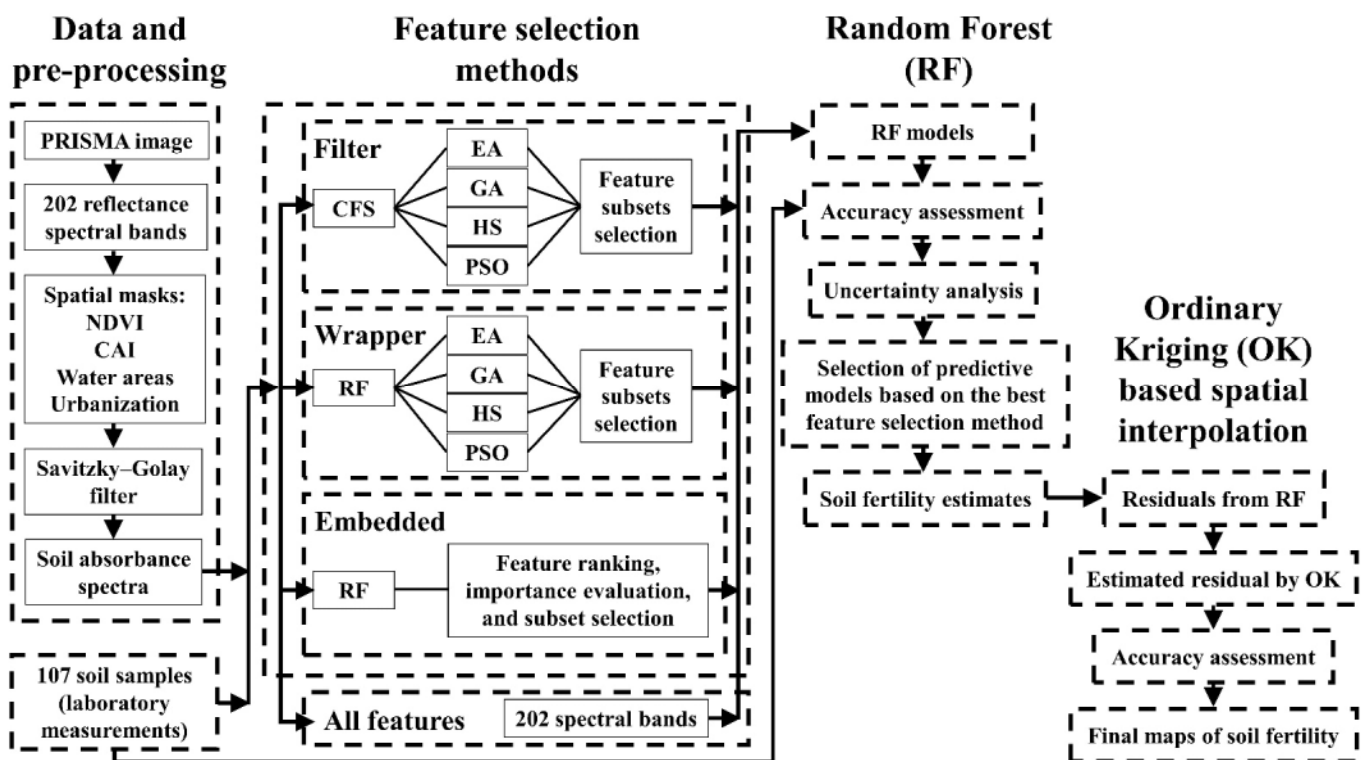 Data and
pre-processing
PRISMA image
202 reflectance
spectral bands
Spatial masks:
NDVI
CAI
Water areas
Urbanization
Savitzky–Golay
filter
Soil absorbance
spectra
107 soil samples
(laboratory
measurements)
Feature selection
methods
Filter
CFS
EA
GA
HS
PSO
Feature
subsets
selection
Wrapper
RF
EA
GA
HS
PSO
Feature
subsets
selection
Embedded
RF
Feature ranking,
importance evaluation,
and subset selection
All features
202 spectral bands
Random Forest
(RF)
RF models
Accuracy assessment
Uncertainty analysis
Selection of predictive
models based on the best
feature selection method
Soil fertility estimates
Ordinary
Kriging (OK)
based spatial
interpolation
Residuals from RF
Estimated residual by OK
Accuracy assessment
Final maps of soil fertility